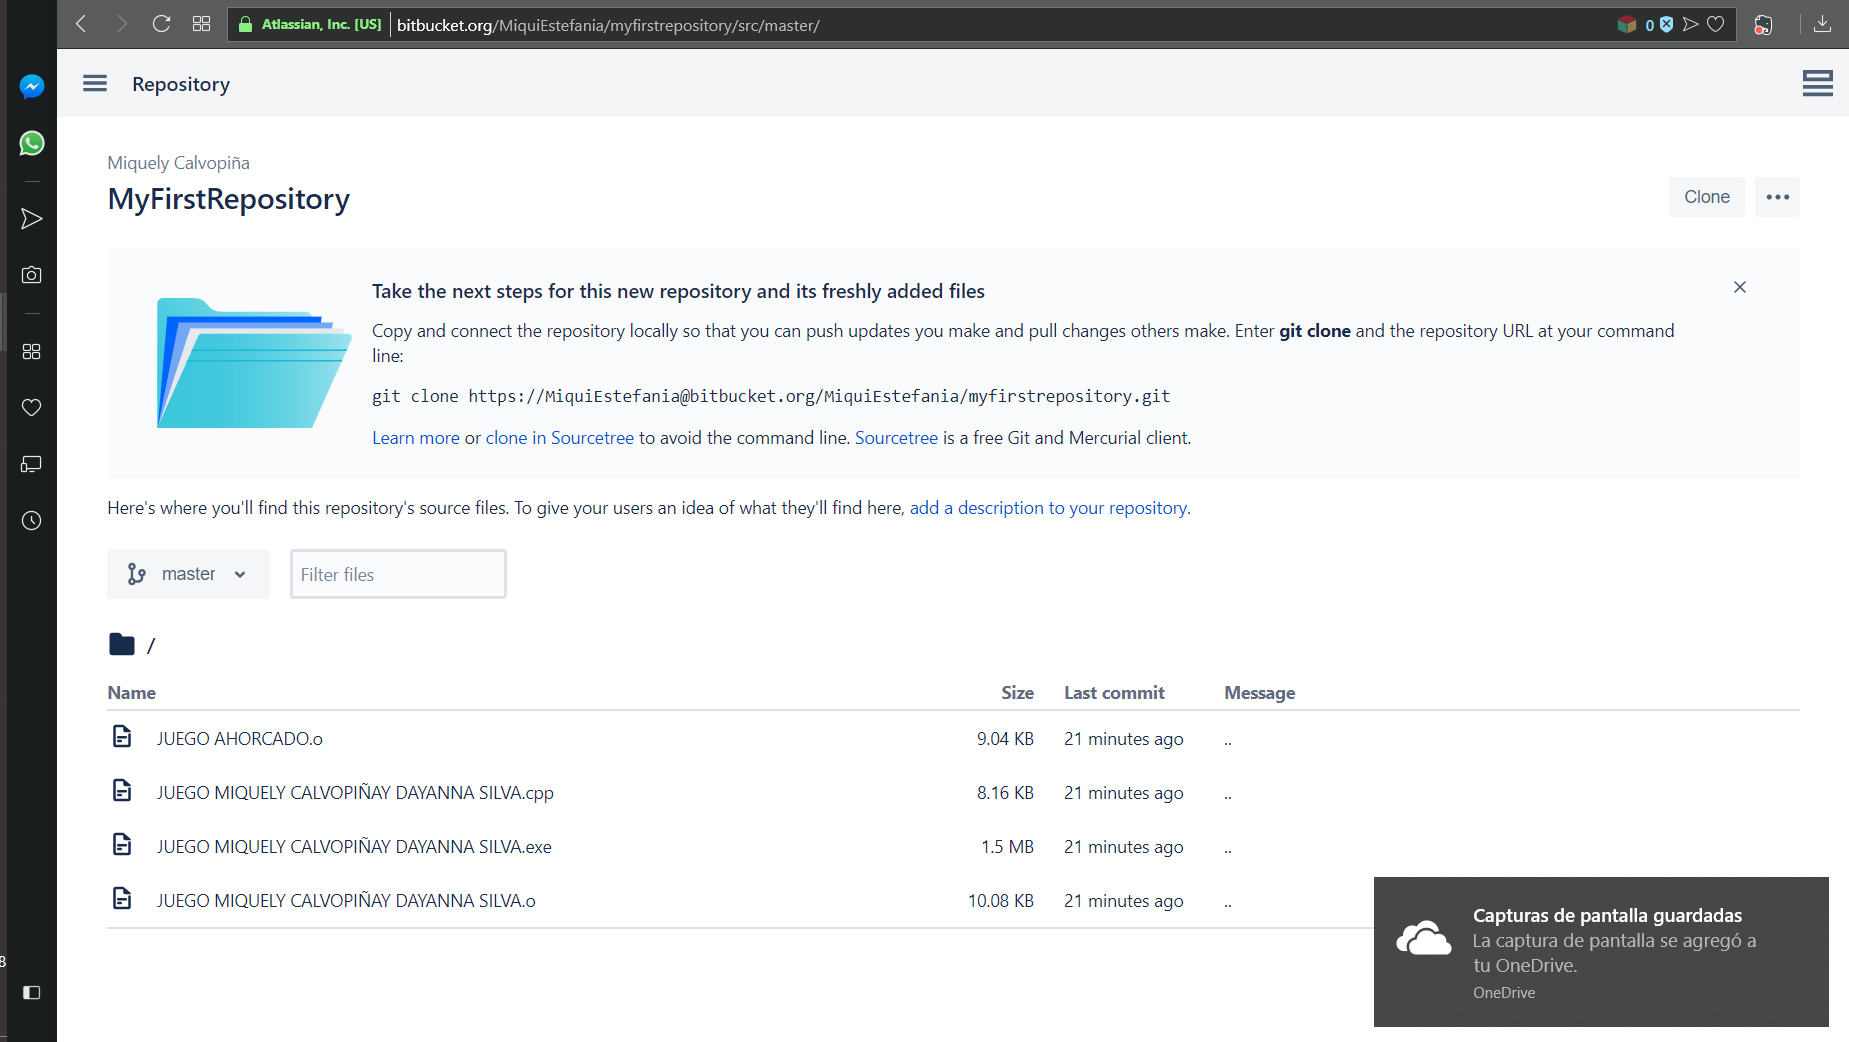 Atlassian, Inc. [US] bitbucket.org/MiquiEstefania/myfirstrepository/src/master/
0
Repository
Miquely Calvopiña
MyFirstRepository
Clone
Take the next steps for this new repository and its freshly added files
Copy and connect the repository locally so that you can push updates you make and pull changes others make. Enter git clone and the repository URL at your command
line:
git clone https://MiquiEstefania@bitbucket.org/MiquiEstefania/myfirstrepository.git
Learn more or clone in Sourcetree to avoid the command line. Sourcetree is a free Git and Mercurial client.
Here's where you'll find this repository's source files. To give your users an idea of what they'll find here, add a description to your repository.
master
Filter files
/
Name Size Last commit Message
JUEGO AHORCADO.o 9.04 KB 21 minutes ago ..
JUEGO MIQUELY CALVOPIÑAY DAYANNA SILVA.cpp 8.16 KB 21 minutes ago ..
JUEGO MIQUELY CALVOPIÑAY DAYANNA SILVA.exe 1.5 MB 21 minutes ago ..
JUEGO MIQUELY CALVOPIÑAY DAYANNA SILVA.o 10.08 KB 21 minutes ago ..
Capturas de pantalla guardadas
La captura de pantalla se agregó a
tu OneDrive.
OneDrive
8